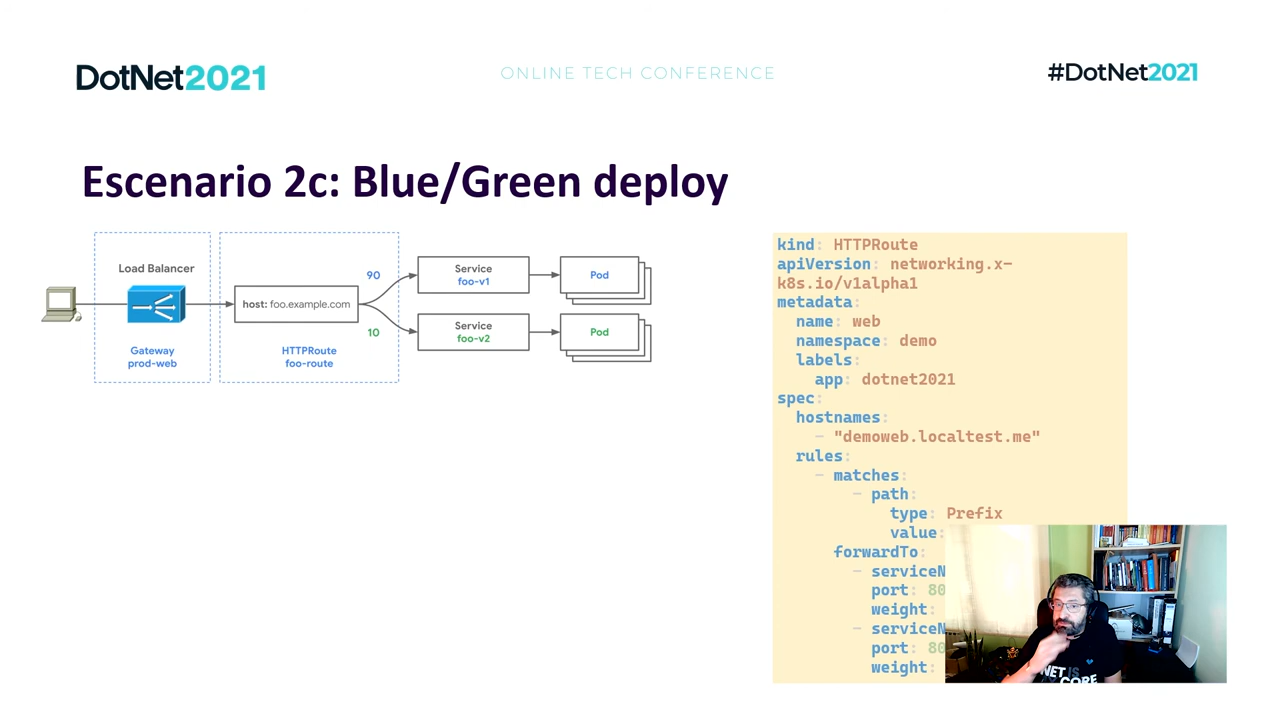 DotNet2021
ONLINE TECH CONFERENCE
#DotNet2021
Escenario 2c: Blue/Green deploy
Load Balancer
Gateway
prod-web
host: foo.example.com
HTTPRoute
foo-route
90
10
Service
foo-v1
Pod
Service
foo-v2
Pod
kind: HTTPRoute
apiVersion: networking.x-
k8s.io/v1alpha1
metadata:
name: web
namespace: demo
labels:
app: dotnet2021
spec:
hostnames:
- "demoweb.localtest.me"
rules:
- matches:
- path:
type: Prefix
value:
forwardTo:
- serviceN
port: 80
weight:
- serviceN
port: 80
weight:
NET IS
CORE